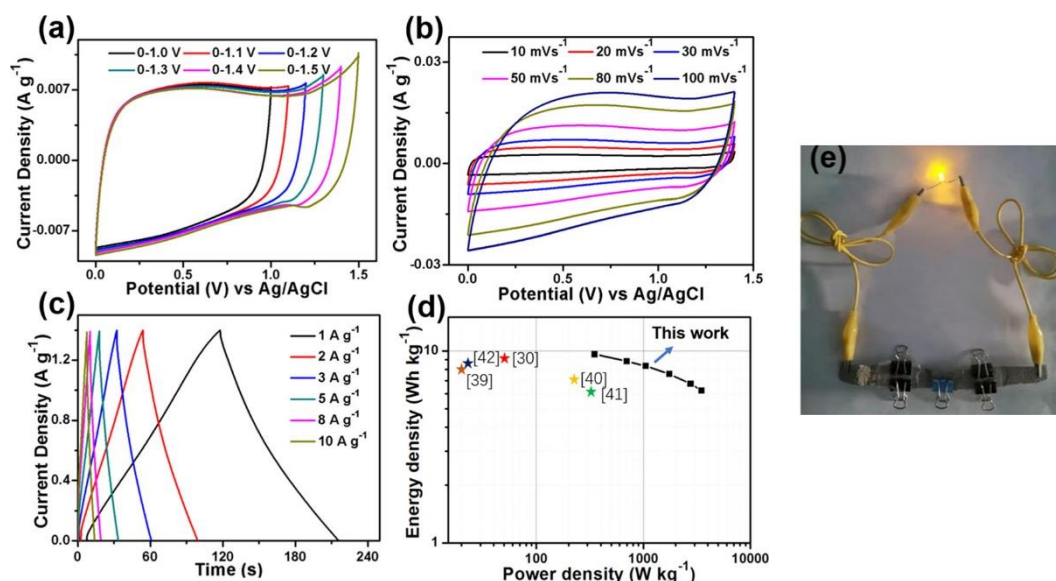 (a)
0-1.0 V 0-1.1 V 0-1.2 V
0-1.3 V 0-1.4 V 0-1.5 V
Current Density (A g⁻¹)
0.007
0.000
-0.007
0.0 0.5 1.0 1.5
Potential (V) vs Ag/AgCl
(b)
10 mVs⁻¹ 20 mVs⁻¹ 30 mVs⁻¹
50 mVs⁻¹ 80 mVs⁻¹ 100 mVs⁻¹
Current Density (A g⁻¹)
0.03
0.00
-0.03
0.0 0.5 1.0 1.5
Potential (V) vs Ag/AgCl
(c)
1 A g⁻¹
2 A g⁻¹
3 A g⁻¹
5 A g⁻¹
8 A g⁻¹
10 A g⁻¹
Current Density (A g⁻¹)
1.2
0.8
0.4
0.0
0 60 120 180 240
Time (s)
(d)
This work
[42] [30]
[39] [40]
[41]
Energy density (Wh kg⁻¹)
10
1
100 1000 10000
Power density (W kg⁻¹)
(e)